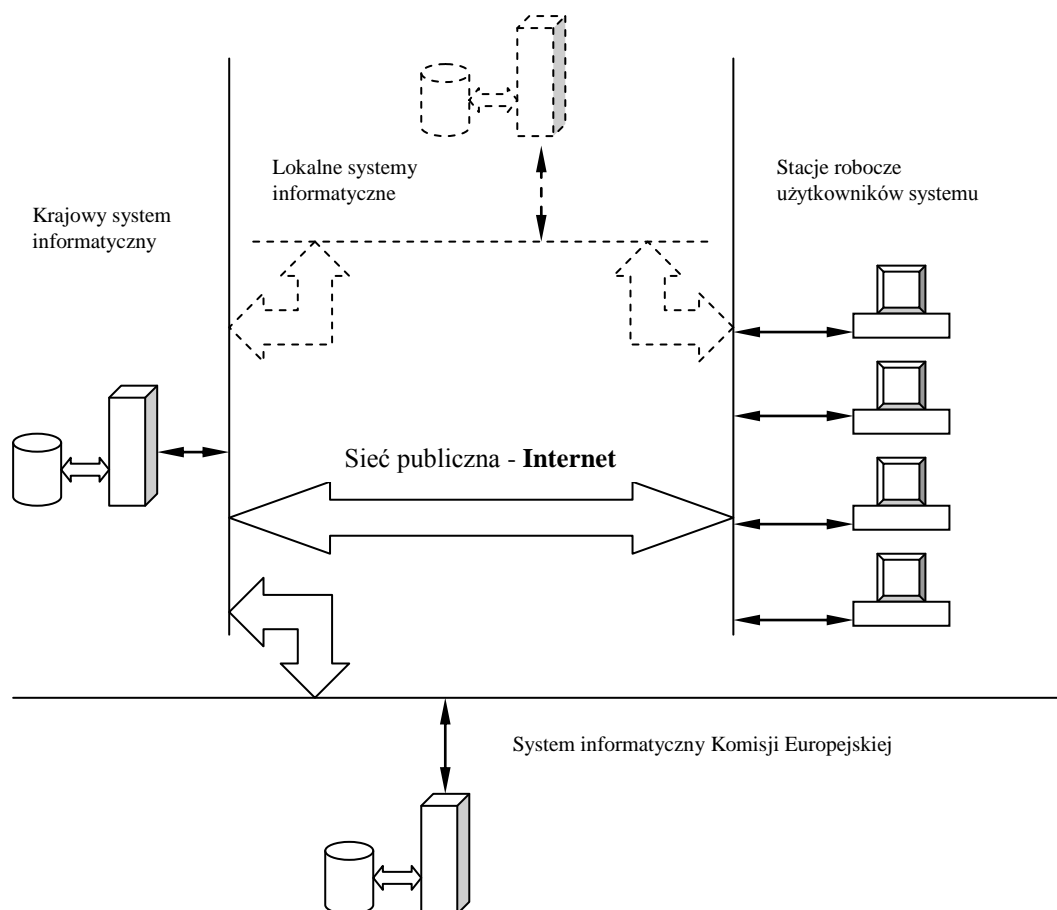 Lokalne systemy
informatyczne
Stacje robocze
użytkowników systemu
Krajowy system
informatyczny
Sieć publiczna - Internet
System informatyczny Komisji Europejskiej